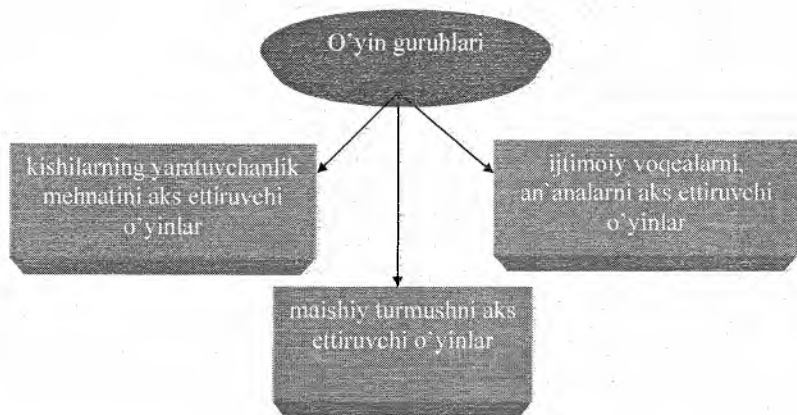 O'yin guruhlari
kishilarning yaratuvchanlik
mehnatini aks ettiruvchi
o'yinlar
ijtimoiy voqealarni,
an`analarni aks ettiruvchi
o'yinlar
maishiy turmushni aks
ettiruvchi o'yinlar